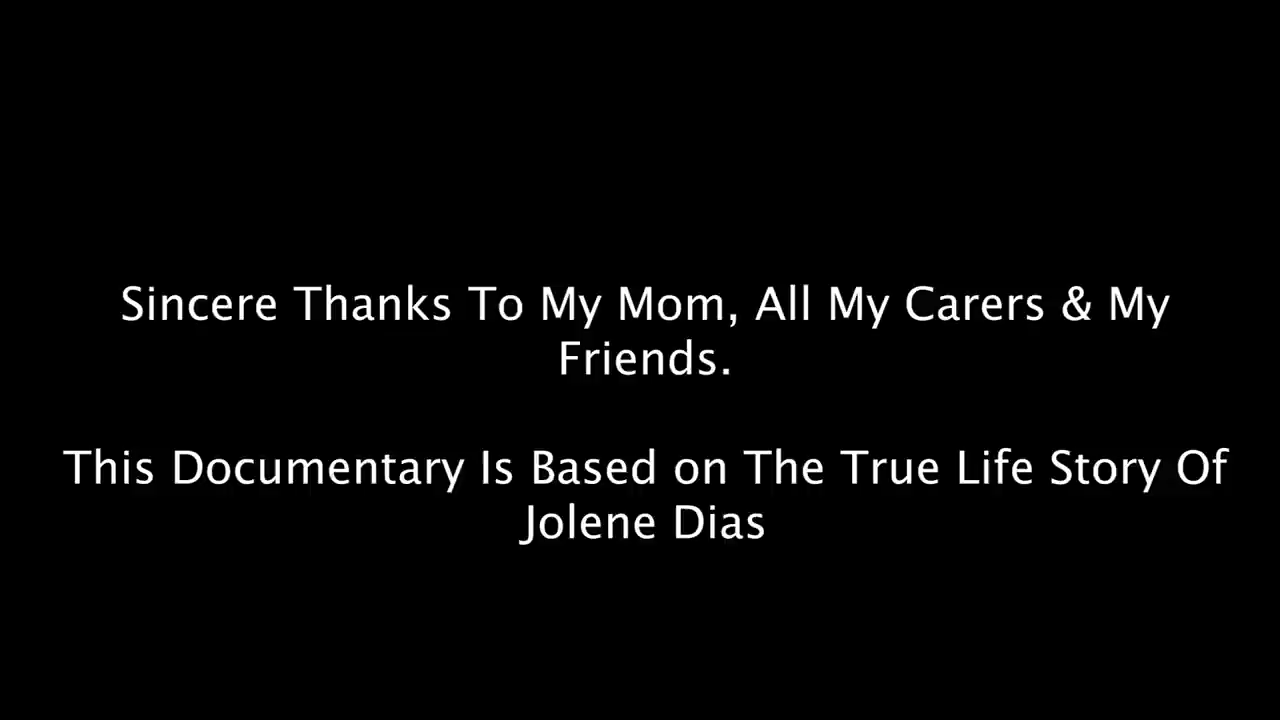 Sincere Thanks To My Mom, All My Carers & My
Friends.
This Documentary Is Based on The True Life Story Of
Jolene Dias